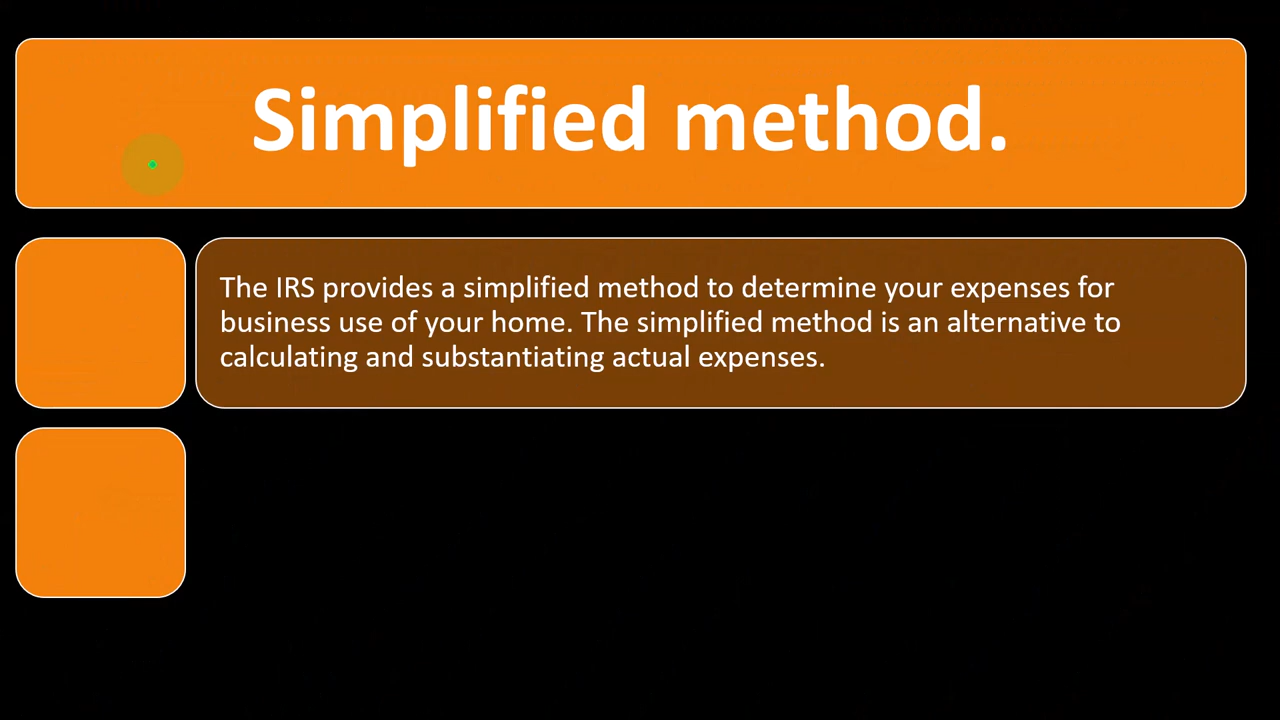 Simplified method.
The IRS provides a simplified method to determine your expenses for
business use of your home. The simplified method is an alternative to
calculating and substantiating actual expenses.